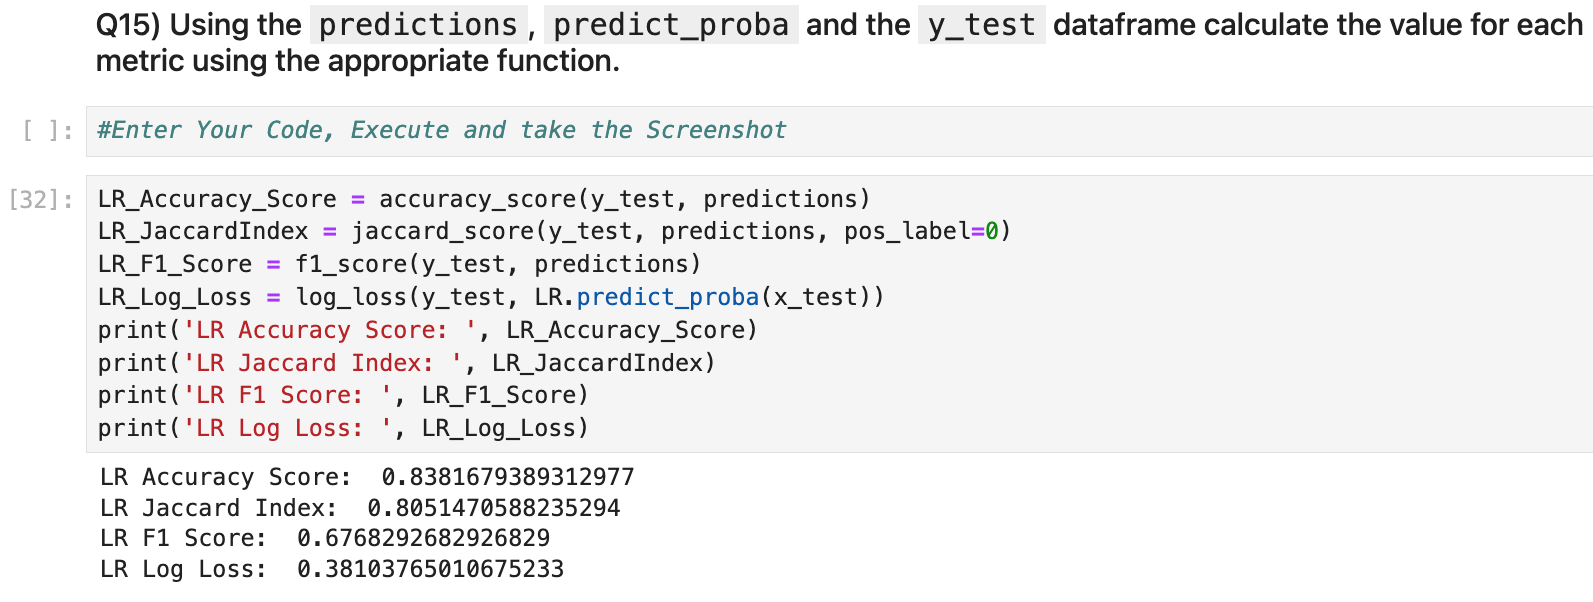 Q15) Using the predictions, predict_proba and the y_test dataframe calculate the value for each
metric using the appropriate function.
[ ]: #Enter Your Code, Execute and take the Screenshot
[32]: LR_Accuracy_Score = accuracy_score(y_test, predictions)
LR_JaccardIndex = jaccard_score(y_test, predictions, pos_label=0)
LR_F1_Score = f1_score(y_test, predictions)
LR_Log_Loss = log_loss(y_test, LR.predict_proba(x_test))
print('LR Accuracy Score: ', LR_Accuracy_Score)
print('LR Jaccard Index: ', LR_JaccardIndex)
print('LR F1 Score: ', LR_F1_Score)
print('LR Log Loss: ', LR_Log_Loss)
LR Accuracy Score:  0.8381679389312977
LR Jaccard Index:  0.8051470588235294
LR F1 Score:  0.6768292682926829
LR Log Loss:  0.38103765010675233